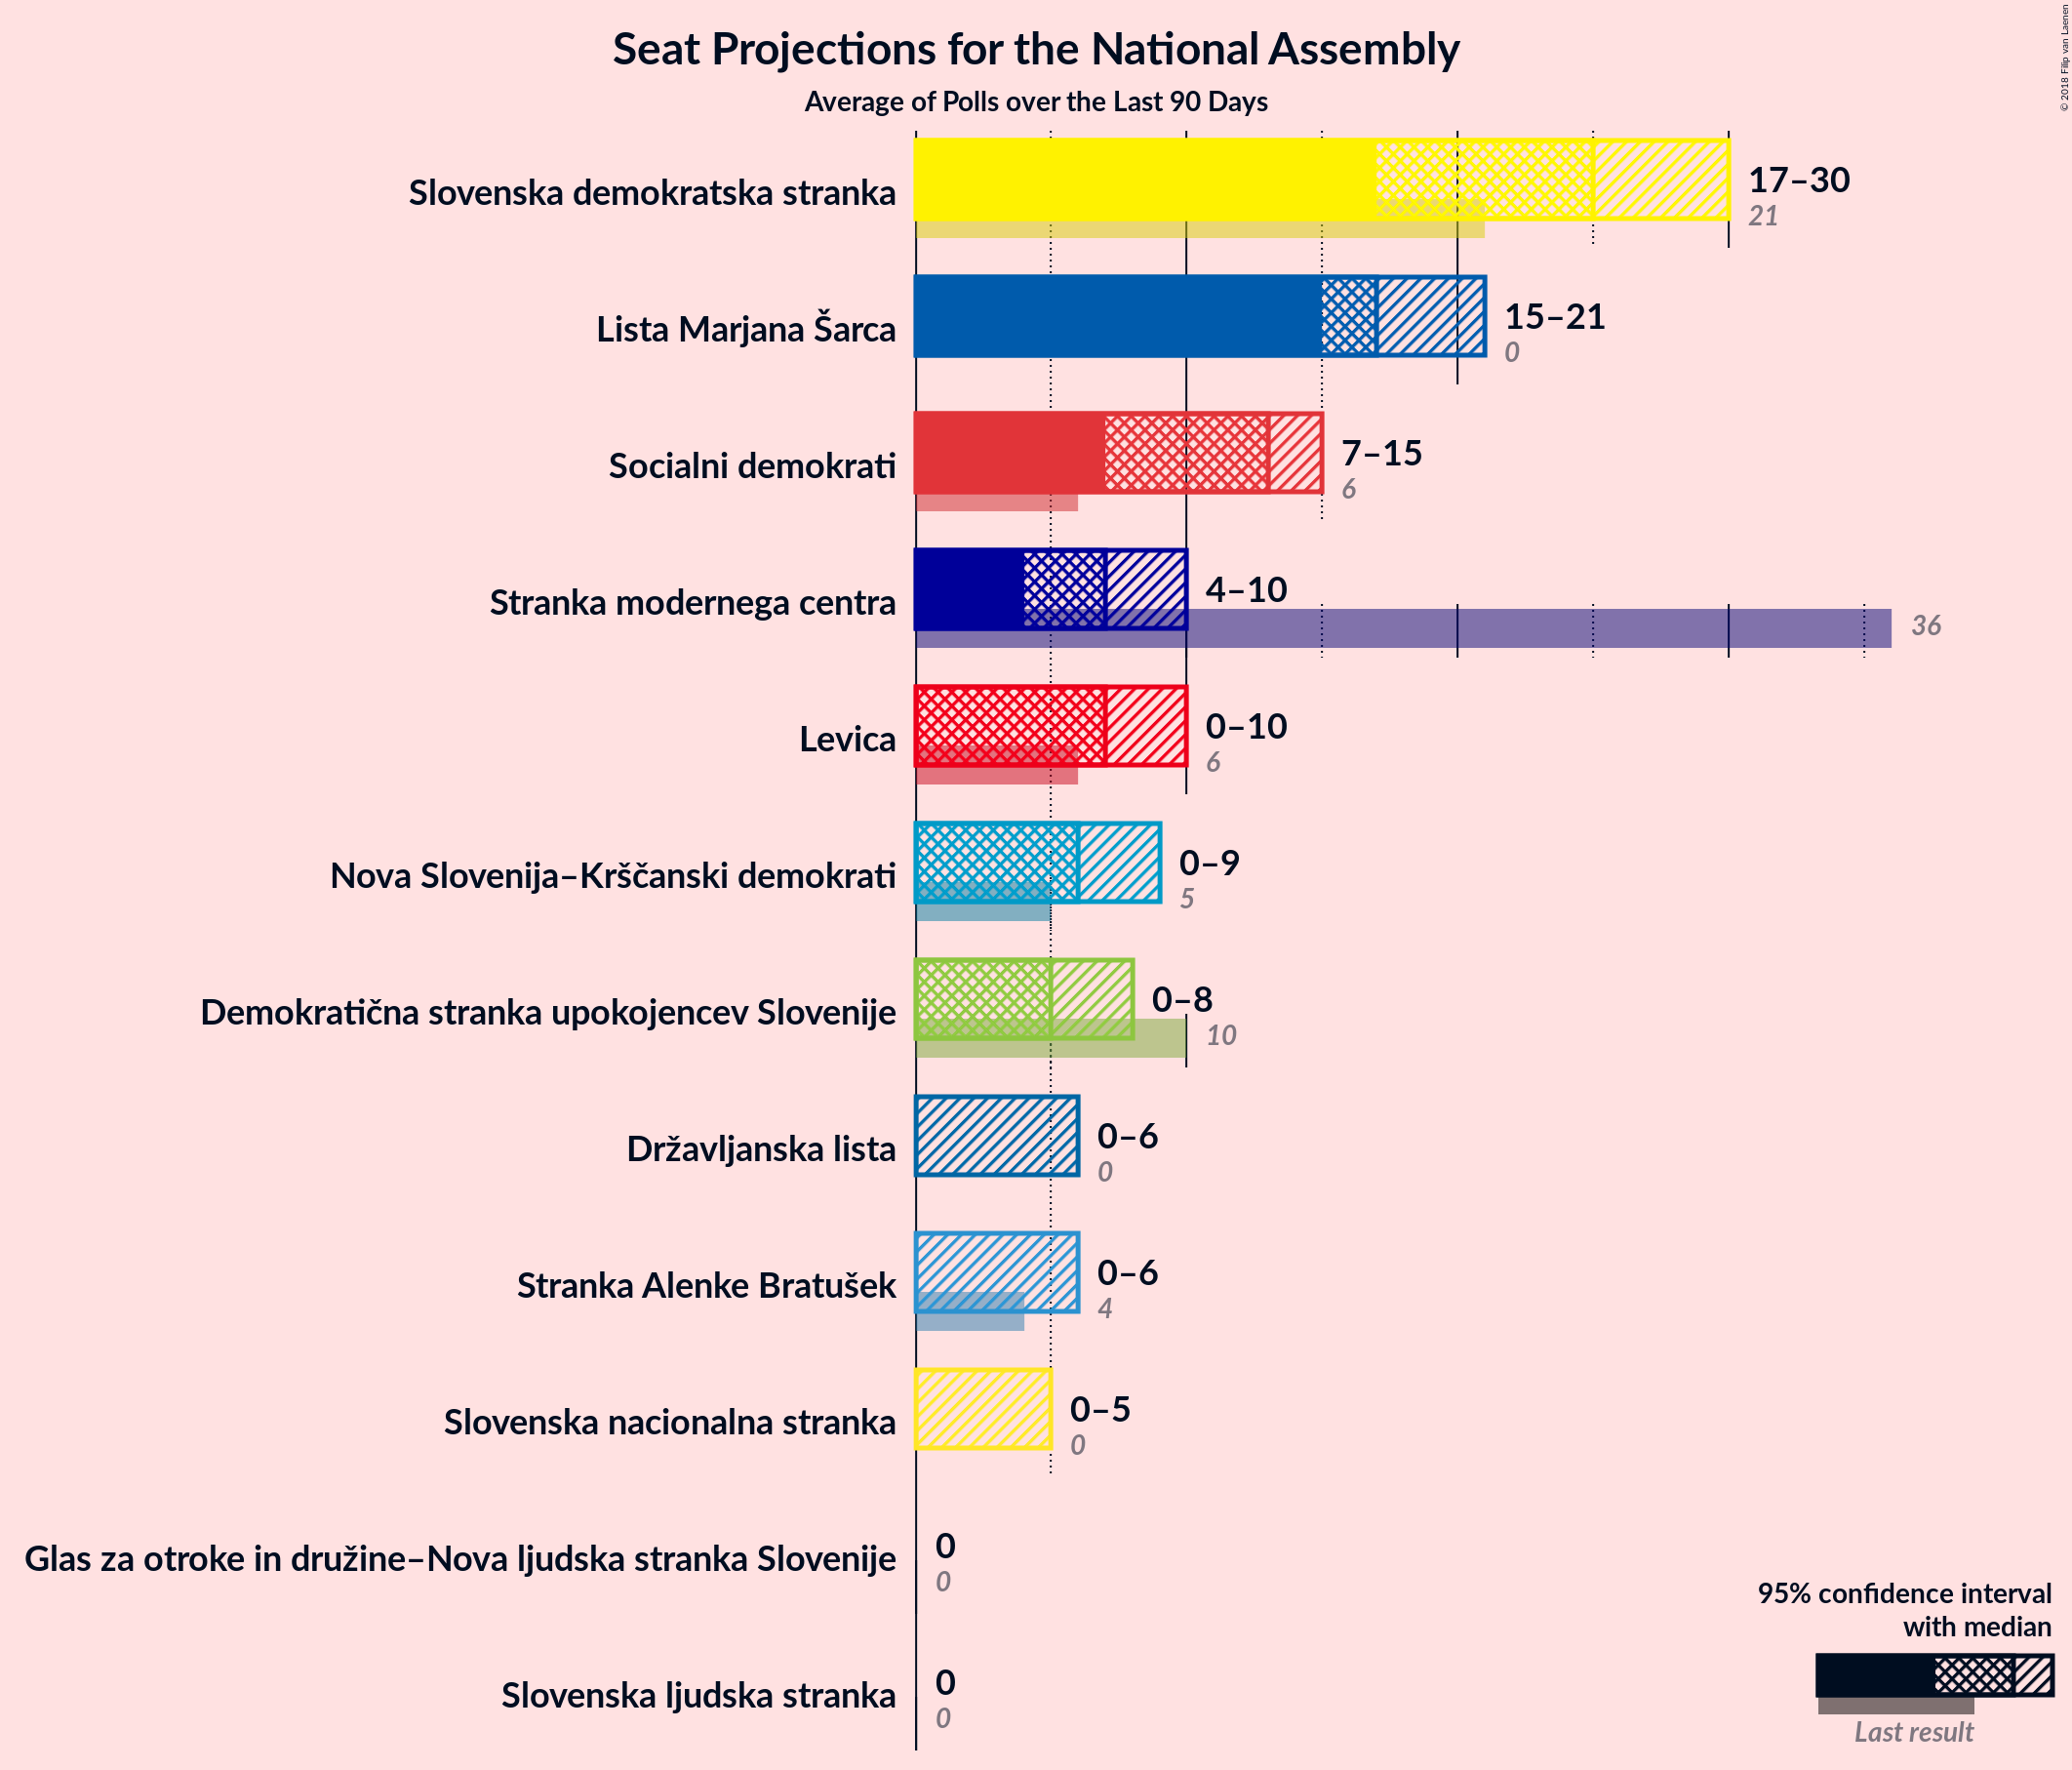 Seat Projections for the National Assembly
Average of Polls over the Last 90 Days
© 2018 Filip van Laenen
Slovenska demokratska stranka
17–30
21
Lista Marjana Šarca
15–21
0
Socialni demokrati
7–15
6
Stranka modernega centra
4–10
36
Levica
0–10
6
Nova Slovenija–Krščanski demokrati
0–9
5
Demokratična stranka upokojencev Slovenije
0–8
10
Državljanska lista
0–6
0
Stranka Alenke Bratušek
0–6
4
Slovenska nacionalna stranka
0–5
0
Glas za otroke in družine–Nova ljudska stranka Slovenije
0
0
Slovenska ljudska stranka
0
0
95% confidence interval
with median
Last result